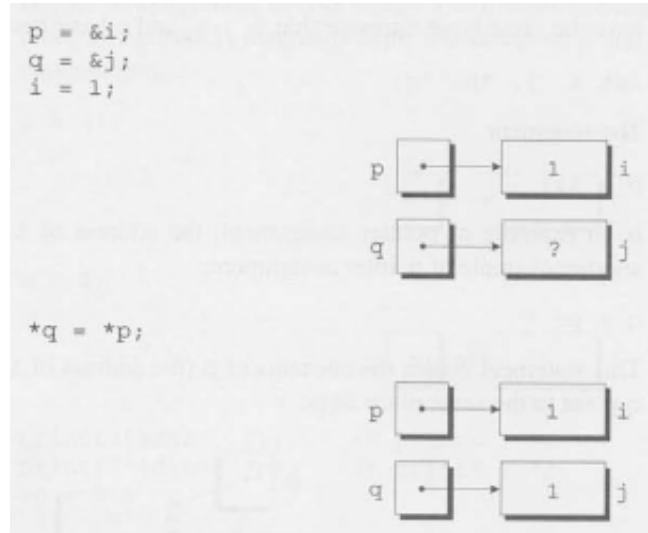 p = &i;
q = &j;
i = 1;
p 1 i
q ? j
*q = *p;
p 1 i
q 1 j